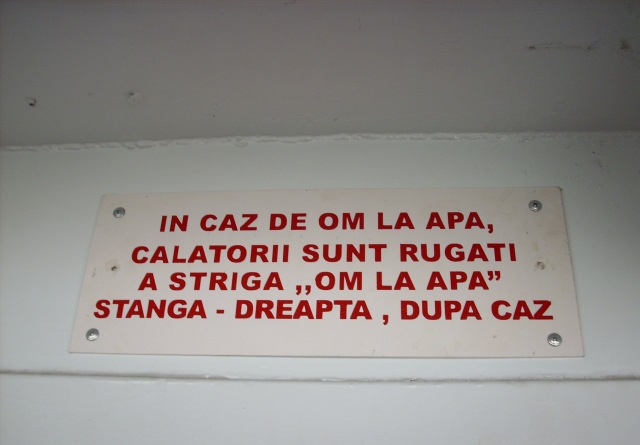 IN CAZ DE OM LA APA,
CALATORII SUNT RUGATI
A STRIGA ,,OM LA APA”
STANGA - DREAPTA , DUPA CAZ